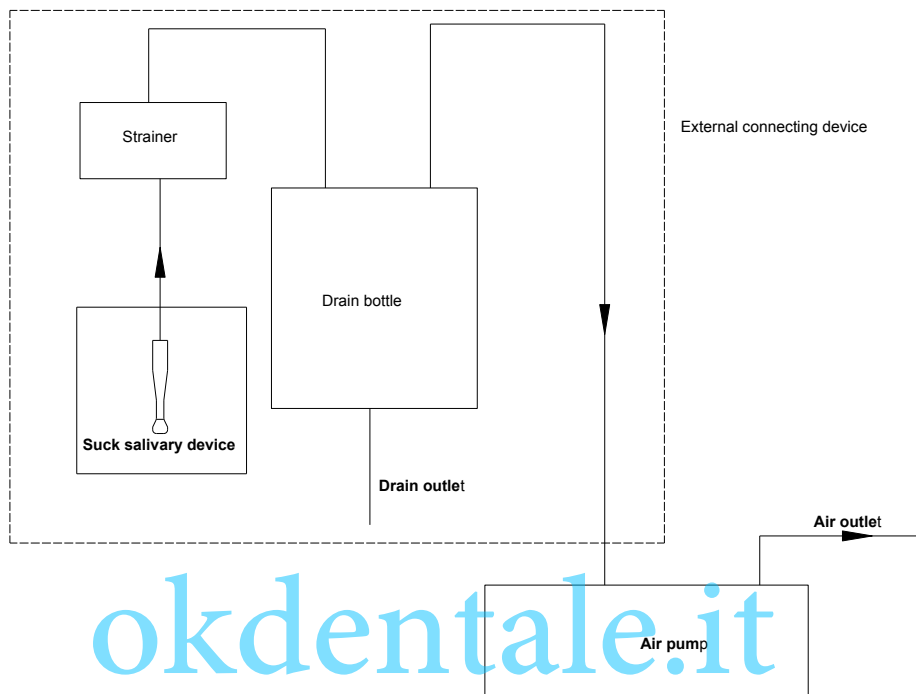 Strainer
External connecting device
Drain bottle
Suck salivary device
Drain outlet
Air outlet
okdentale.it
Air pump